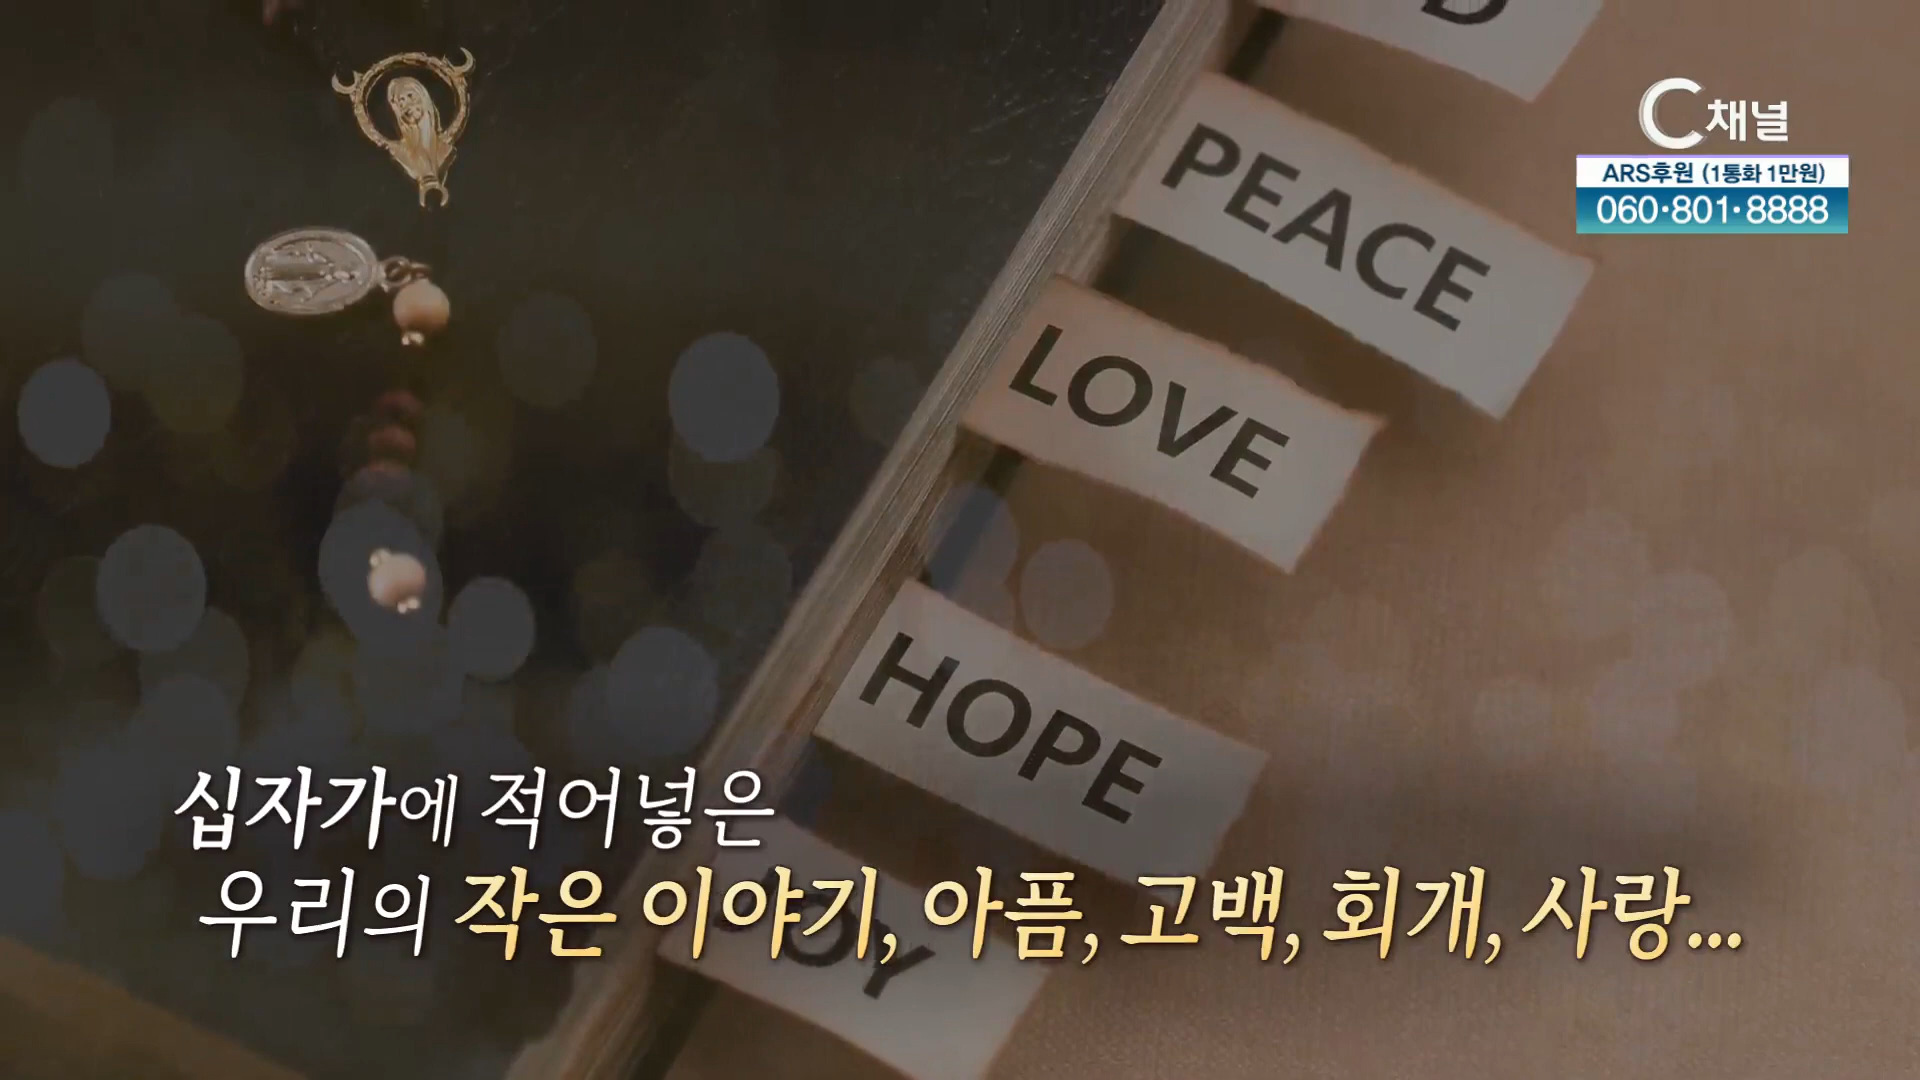 D
C채널
ARS후원 (1통화 1만원)
060·801·8888
PEACE
LOVE
HOPE
JOY
십자가에 적어넣은
우리의 작은 이야기, 아픔, 고백, 회개, 사랑...